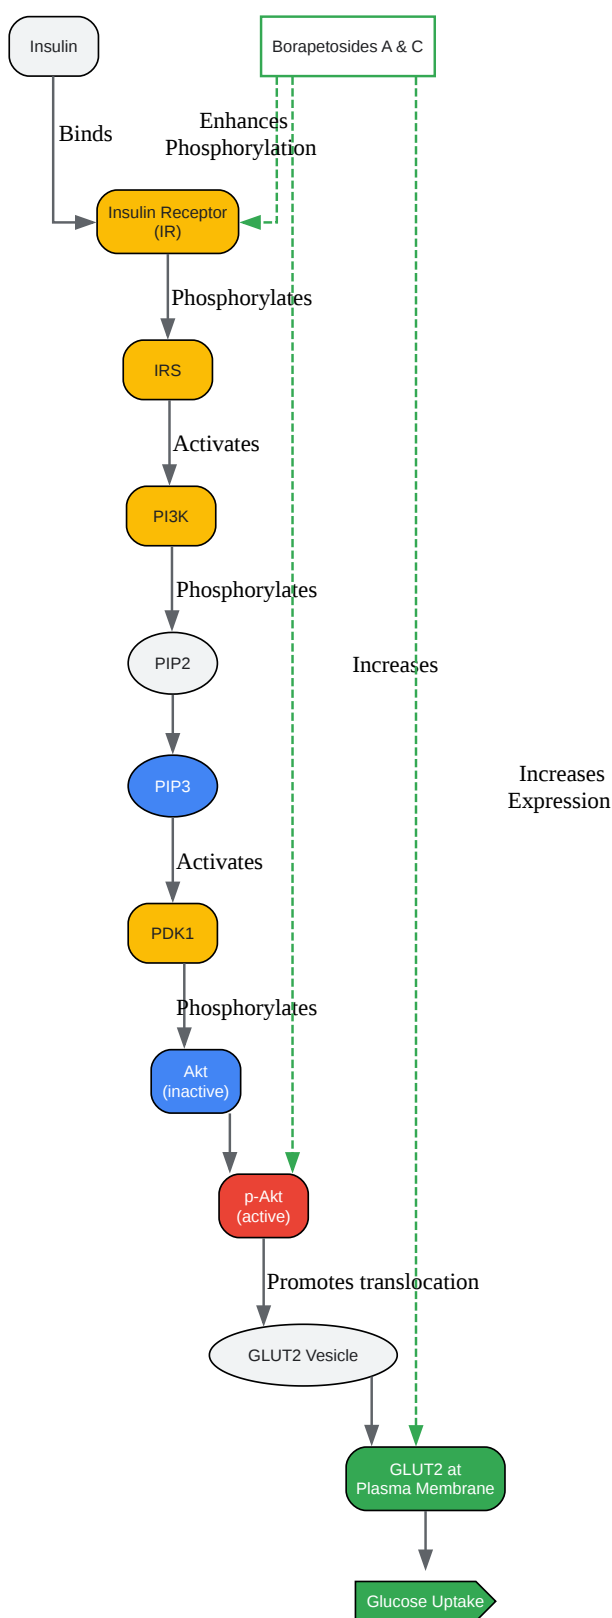 Insulin
Borapetosides A & C
Enhances
Phosphorylation
Binds
Insulin Receptor
(IR)
Phosphorylates
IRS
Activates
PI3K
Phosphorylates
PIP2
Increases
PIP3
Increases
Expression
Activates
PDK1
Phosphorylates
Akt
(inactive)
p-Akt
(active)
Promotes translocation
GLUT2 Vesicle
GLUT2 at
Plasma Membrane
Glucose Uptake